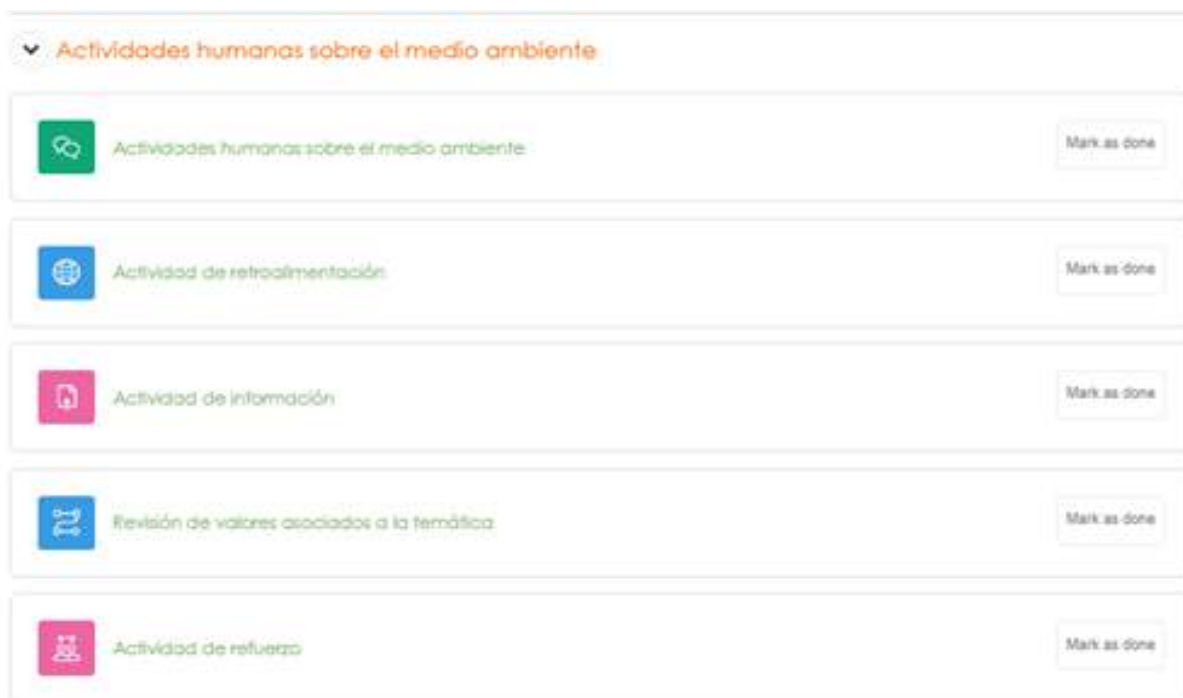 Actividades humanas sobre el medio ambiente
Actividades humanas sobre el medio ambiente
Mark as done
Actividad de retroalimentación
Mark as done
Actividad de información
Mark as done
Revisión de valores asociados a la temática
Mark as done
Actividad de refuerzo
Mark as done